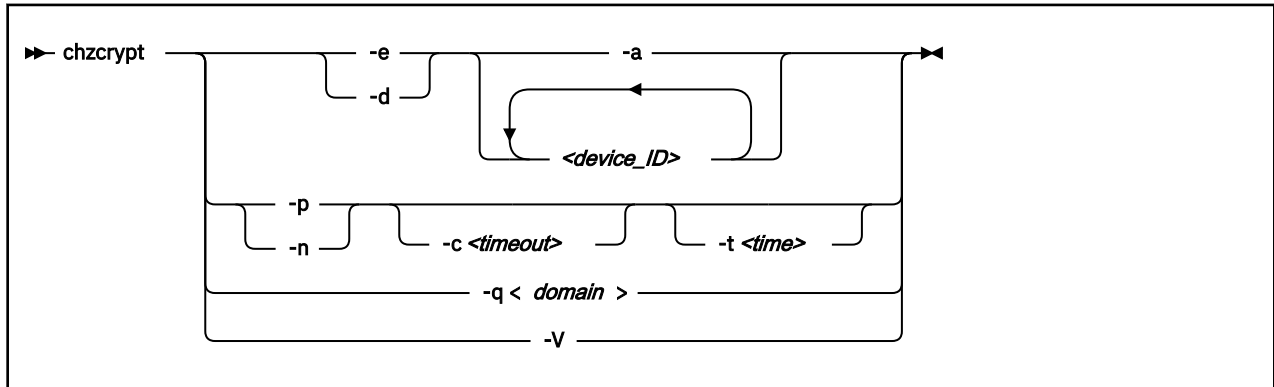 chzcrypt -e -a
-d
<device_ID>
-p
-n -c <timeout> -t <time>
-q < domain >
-V